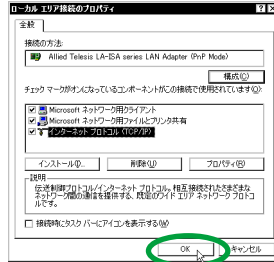 ローカル エリア接続のプロパティ
全般
接続の方法:
Allied Telesis LA-ISA series LAN Adapter (PnP Mode)
構成(C)
チェック マークがオンになっているコンポーネントがこの接続で使用されています(O):
Microsoft ネットワーク用クライアント
Microsoft ネットワーク用ファイルとプリンタ共有
インターネット プロトコル (TCP/IP)
インストール(I)... 削除(U) プロパティ(R)
説明
伝送制御プロトコル/インターネット プロトコル。相互接続されたさまざまな
ネットワーク間の通信を提供する、既定のワイド エリア ネットワーク プロトコ
ルです。
接続時にタスク バーにアイコンを表示する(W)
OK キャンセル